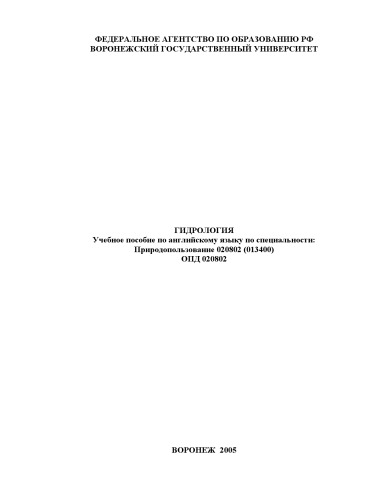 ФЕДЕРАЛЬНОЕ АГЕНТСТВО ПО ОБРАЗОВАНИЮ РФ
ВОРОНЕЖСКИЙ ГОСУДАРСТВЕННЫЙ УНИВЕРСИТЕТ
ГИДРОЛОГИЯ
Учебное пособие по английскому языку по специальности:
Природопользование 020802 (013400)
ОПД 020802
ВОРОНЕЖ 2005